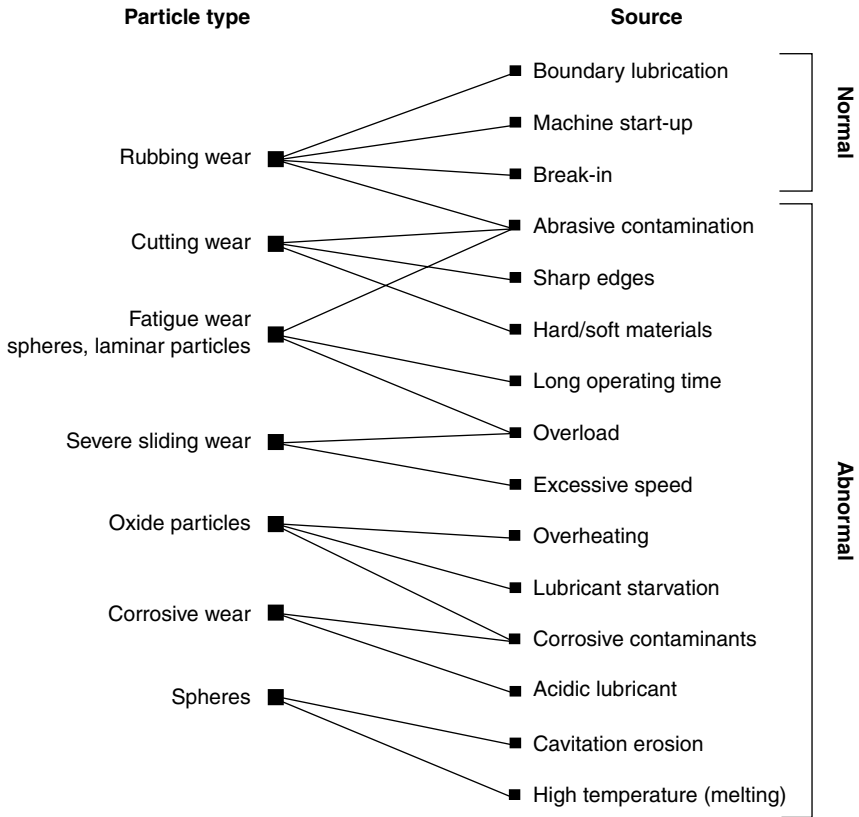 Particle type
Source
Boundary lubrication
Machine start-up
Rubbing wear
Break-in
Normal
Abrasive contamination
Cutting wear
Sharp edges
Fatigue wear
spheres, laminar particles
Hard/soft materials
Long operating time
Severe sliding wear
Overload
Excessive speed
Abnormal
Oxide particles
Overheating
Lubricant starvation
Corrosive wear
Corrosive contaminants
Acidic lubricant
Spheres
Cavitation erosion
High temperature (melting)